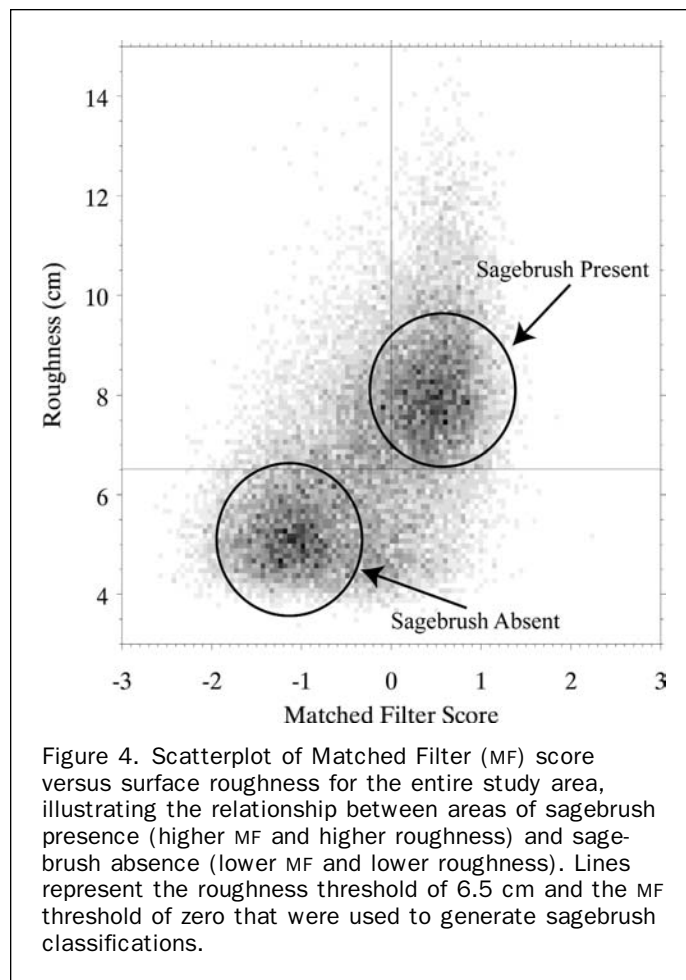 14
12
Sagebrush Present
10
Roughness (cm)
8
6
4
Sagebrush Absent
-3 -2 -1 0 1 2 3
Matched Filter Score
Figure 4. Scatterplot of Matched Filter (MF) score
versus surface roughness for the entire study area,
illustrating the relationship between areas of sagebrush
presence (higher MF and higher roughness) and sage-
brush absence (lower MF and lower roughness). Lines
represent the roughness threshold of 6.5 cm and the MF
threshold of zero that were used to generate sagebrush
classifications.